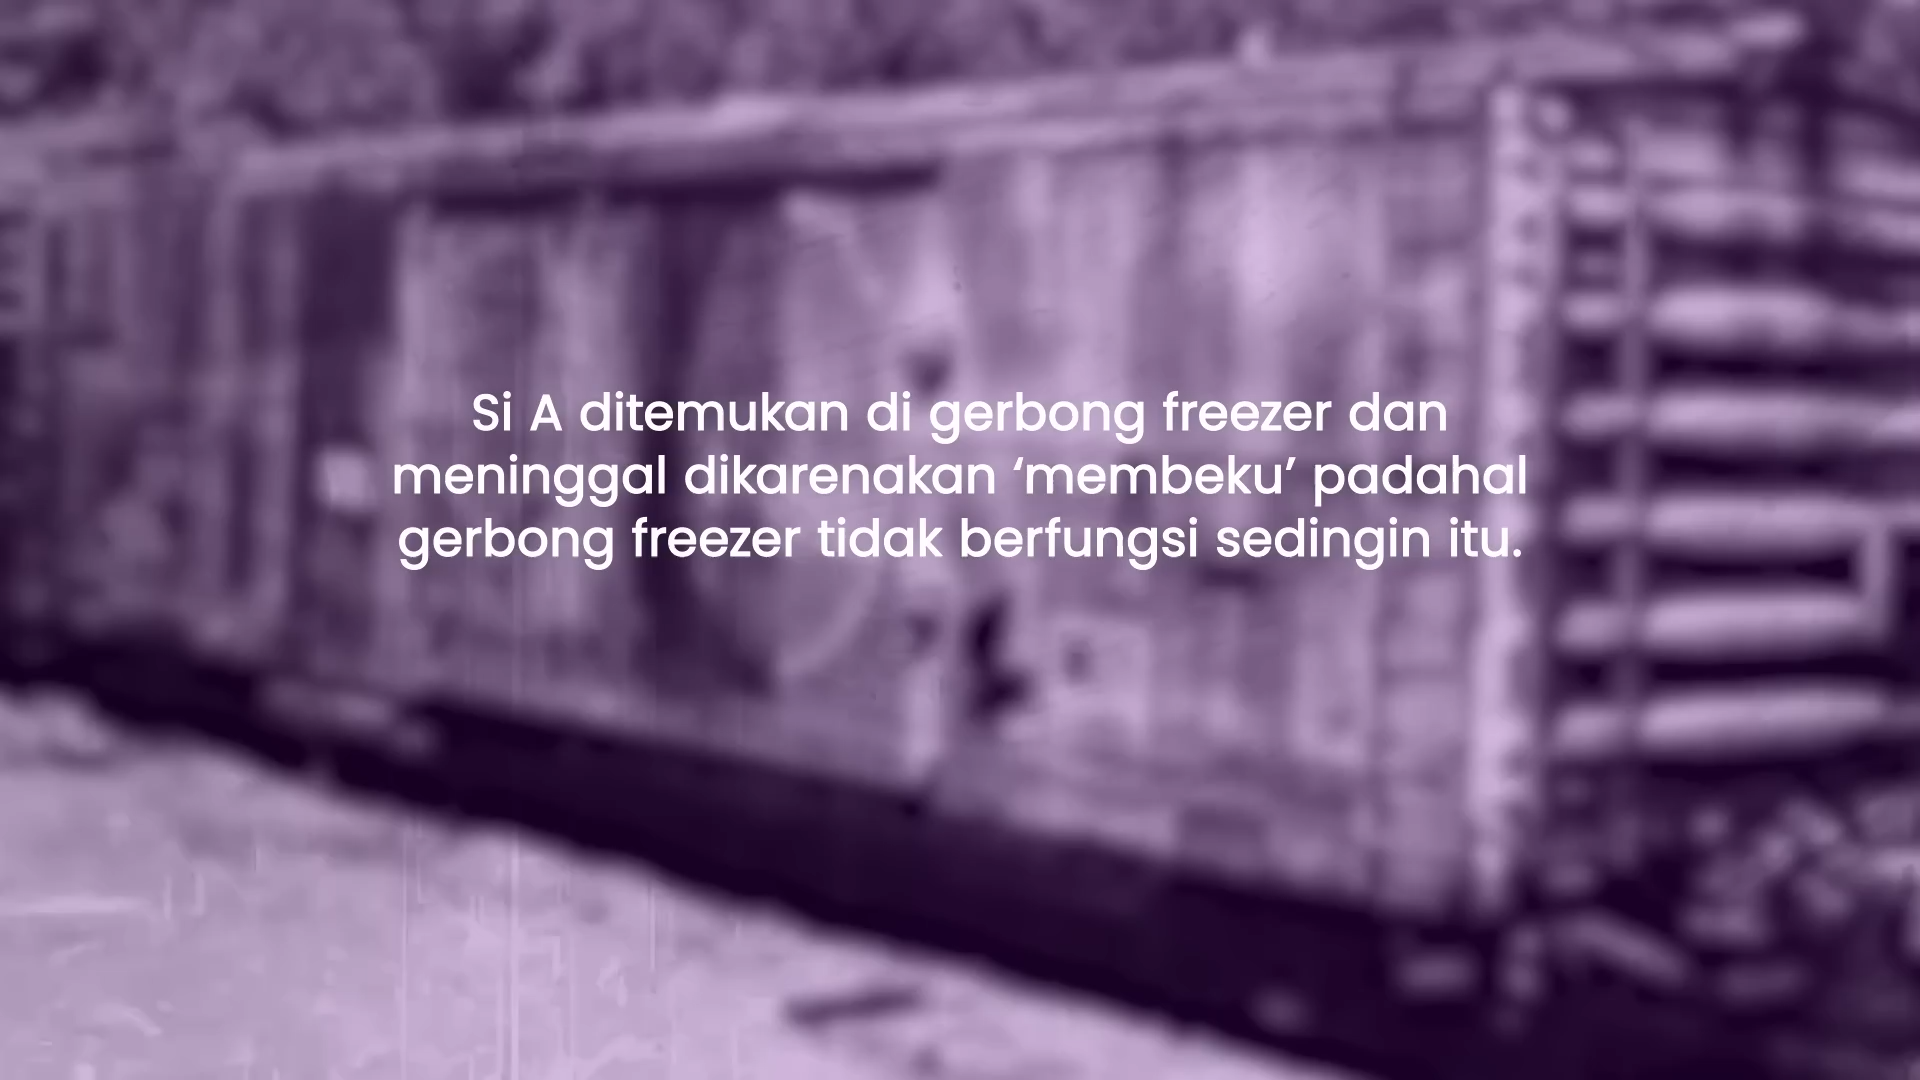 Si A ditemukan di gerbong freezer dan
meninggal dikarenakan ‘membeku’ padahal
gerbong freezer tidak berfungsi sedingin itu.